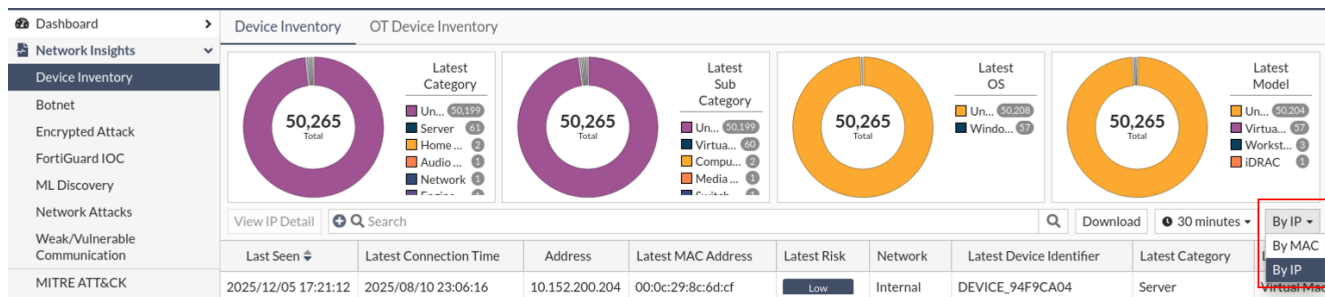 Dashboard
Network Insights
Device Inventory
Botnet
Encrypted Attack
FortiGuard IOC
ML Discovery
Network Attacks
Weak/Vulnerable
Communication
MITRE ATT&CK
Device Inventory OT Device Inventory
50,265
Total
Latest
Category
Un... 50,199
Server 61
Home ... 2
Audio ... 1
Network 1
50,265
Total
Latest
Sub
Category
Un... 50,199
Virtua... 60
Compu... 2
Media ... 1
50,265
Total
Latest
OS
Un... 50,208
Windo... 57
50,265
Total
Latest
Model
Un... 50,204
Virtua... 57
Workst... 3
iDRAC 1
View IP Detail Search Download 30 minutes By IP
By MAC
By IP
Last Seen Latest Connection Time Address Latest MAC Address Latest Risk Network Latest Device Identifier Latest Category
2025/12/05 17:21:12 2025/08/10 23:06:16 10.152.200.204 00:0c:29:8c:6d:cf Low Internal DEVICE_94F9CA04 Server Virtual Mac